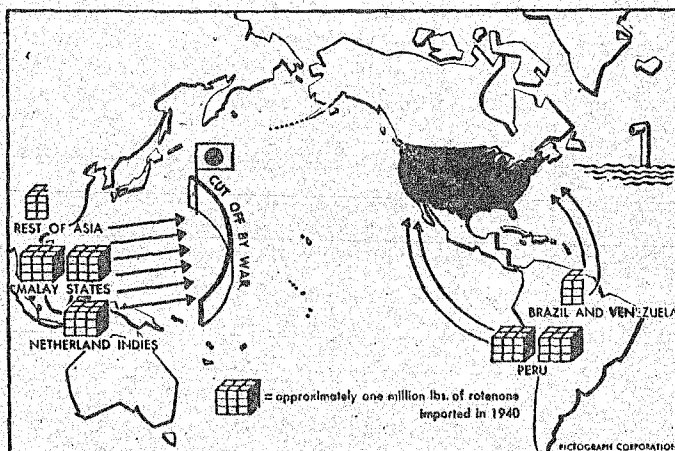 CUT OFF BY WAR
REST OF ASIA
MALAY STATES
NETHERLAND INDIES
BRAZIL AND VENEZUELA
PERU
= approximately one million lbs. of rotenone
imported in 1940
PICTOGRAPH CORPORATION